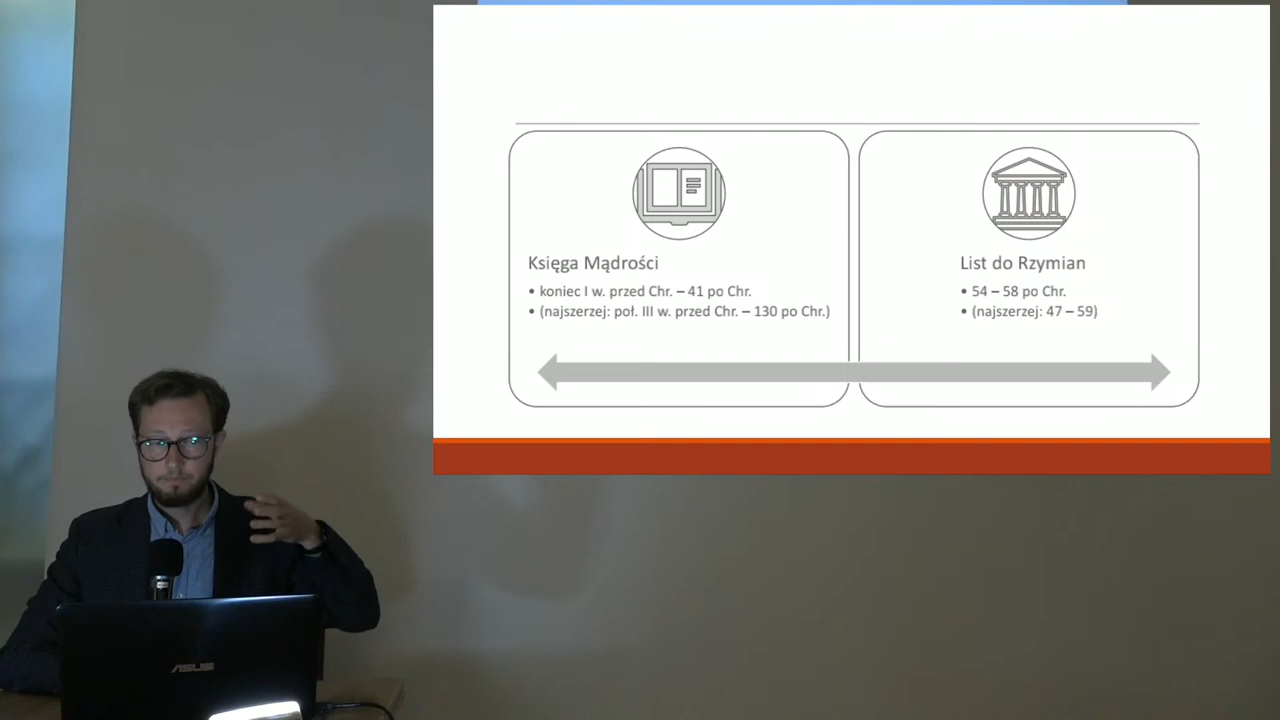 Księga Mądrości
• koniec I w. przed Chr. – 41 po Chr.
• (najszerzej: poł. III w. przed Chr. – 130 po Chr.)
List do Rzymian
• 54 – 58 po Chr.
• (najszerzej: 47 – 59)
ASUS